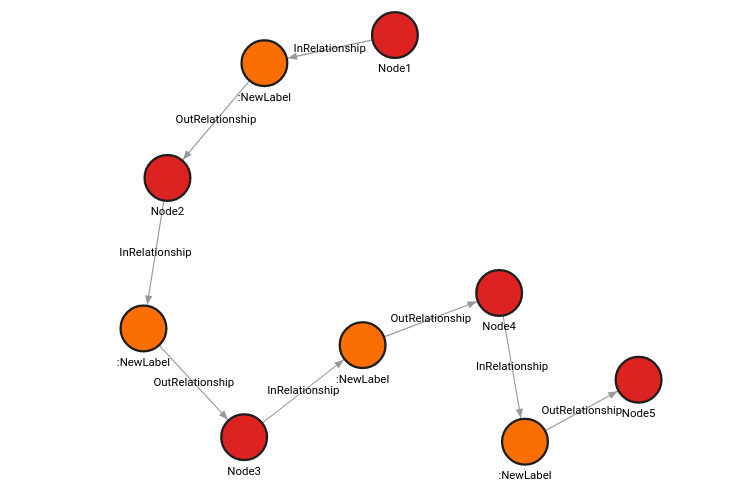 InRelationship
Node1
:NewLabel
OutRelationship
Node2
InRelationship
:NewLabel
OutRelationship
Node3
InRelationship
:NewLabel
OutRelationship
Node4
InRelationship
:NewLabel
OutRelationship
Node5